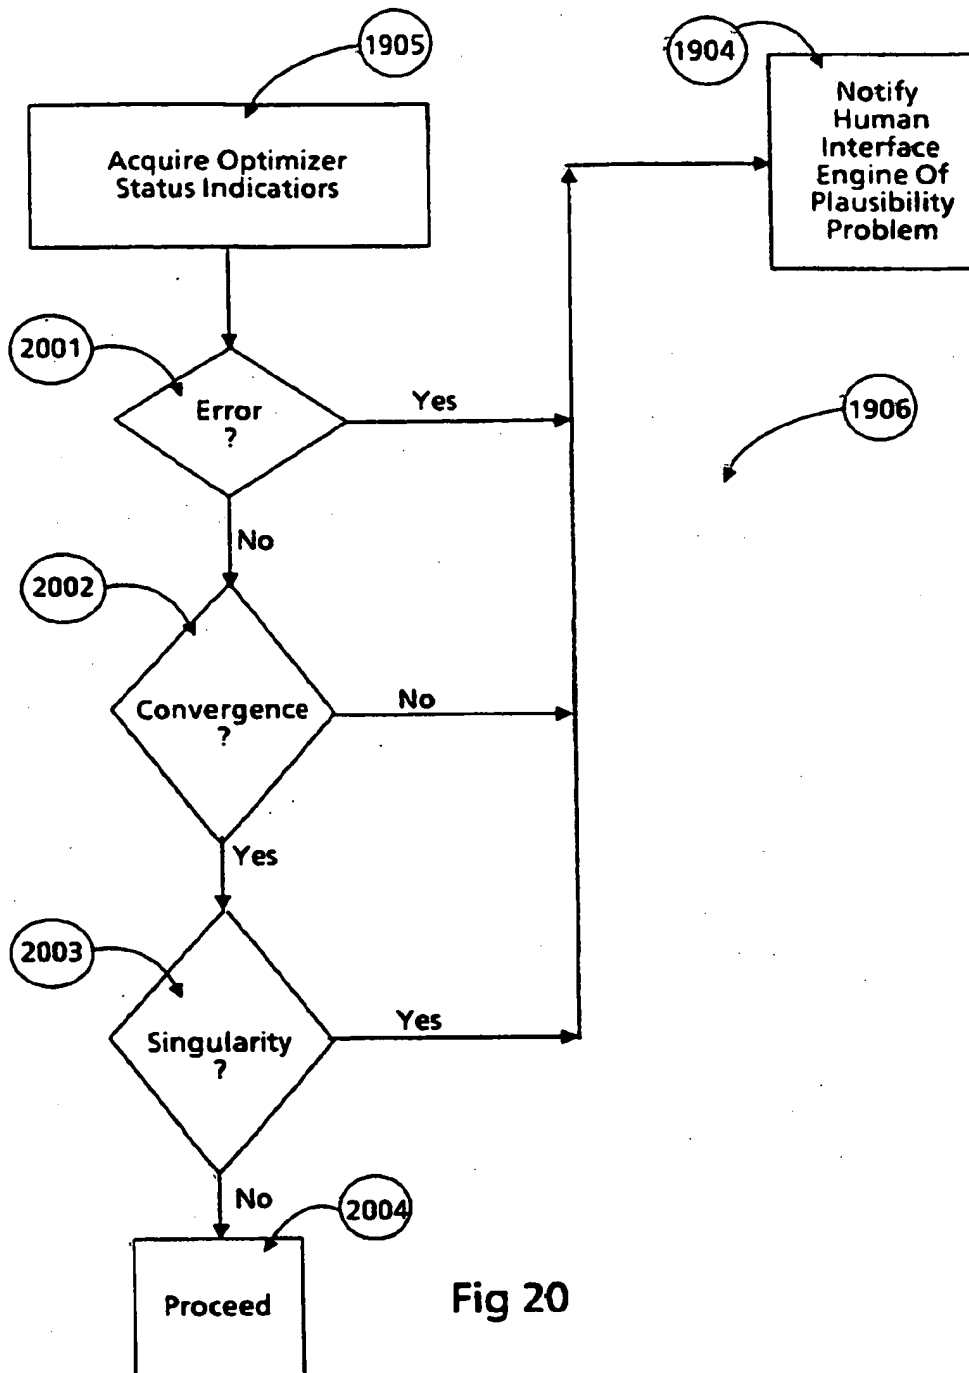 1905
1904
Acquire Optimizer
Status Indicatiors
Notify
Human
Interface
Engine Of
Plausibility
Problem
2001
Error
?
Yes
1906
No
2002
Convergence
?
No
Yes
2003
Singularity
?
Yes
No
2004
Proceed
Fig 20